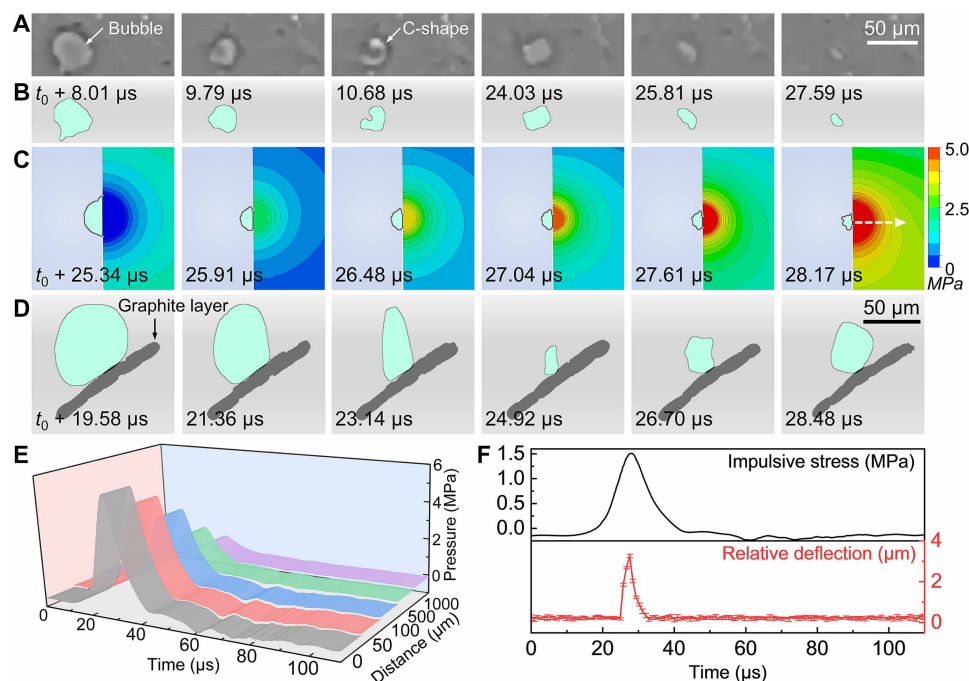 A
Bubble
C-shape
50 µm
B
t0 + 8.01 µs
9.79 µs
10.68 µs
24.03 µs
25.81 µs
27.59 µs
C
5.0
2.5
0
MPa
t0 + 25.34 µs
25.91 µs
26.48 µs
27.04 µs
27.61 µs
28.17 µs
D
Graphite layer
50 µm
t0 + 19.58 µs
21.36 µs
23.14 µs
24.92 µs
26.70 µs
28.48 µs
E
6
4
2
0
Pressure (MPa)
1000
500
100
50
0
Distance (µm)
0
20
40
60
80
100
Time (µs)
F
1.5
1.0
0.5
0.0
Impulsive stress (MPa)
Relative deflection (µm)
4
2
0
0 20 40 60 80 100
Time (µs)